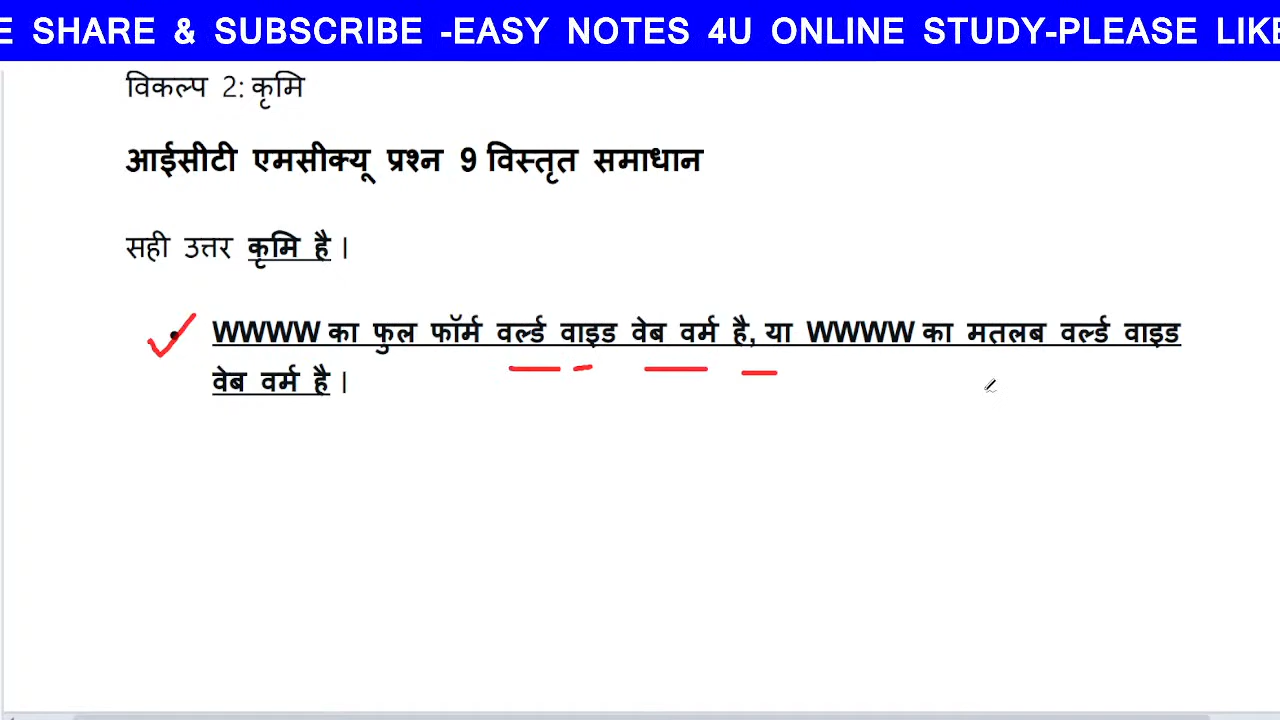 E SHARE & SUBSCRIBE -EASY NOTES 4U ONLINE STUDY-PLEASE LIKE
विकल्प 2: कृमि
आईसीटी एमसीक्यू प्रश्न 9 विस्तृत समाधान
सही उत्तर कृमि है ।
WWWW का फुल फॉर्म वर्ल्ड वाइड वेब वर्म है, या WWWW का मतलब वर्ल्ड वाइड
वेब वर्म है ।